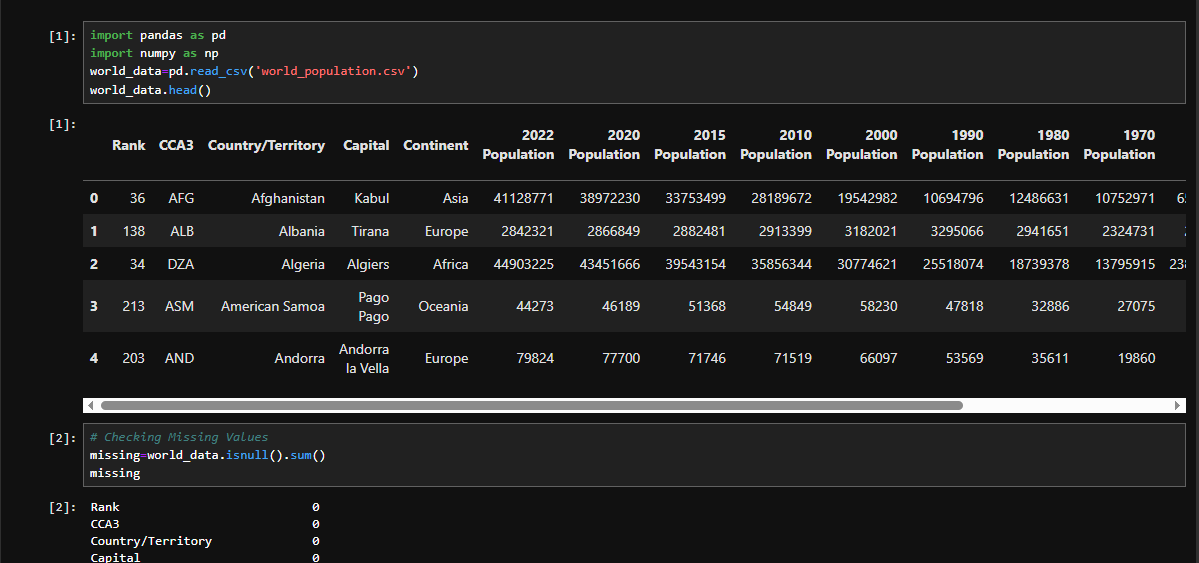 [1]: import pandas as pd
import numpy as np
world_data=pd.read_csv('world_population.csv')
world_data.head()
[1]:
Rank CCA3 Country/Territory Capital Continent 2022 Population 2020 Population 2015 Population 2010 Population 2000 Population 1990 Population 1980 Population 1970 Population
0 36 AFG Afghanistan Kabul Asia 41128771 38972230 33753499 28189672 19542982 10694796 12486631 10752971
1 138 ALB Albania Tirana Europe 2842321 2866849 2882481 2913399 3182021 3295066 2941651 2324731
2 34 DZA Algeria Algiers Africa 44903225 43451666 39543154 35856344 30774621 25518074 18739378 13795915
3 213 ASM American Samoa Pago Pago Oceania 44273 46189 51368 54849 58230 47818 32886 27075
4 203 AND Andorra Andorra la Vella Europe 79824 77700 71746 71519 66097 53569 35611 19860
[2]: # Checking Missing Values
missing=world_data.isnull().sum()
missing
[2]: Rank 0
CCA3 0
Country/Territory 0
Capital 0